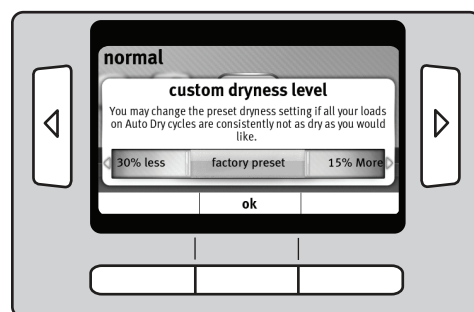 normal
custom dryness level
You may change the preset dryness setting if all your loads
on Auto Dry cycles are consistently not as dry as you would
like.
30% less factory preset 15% More
ok